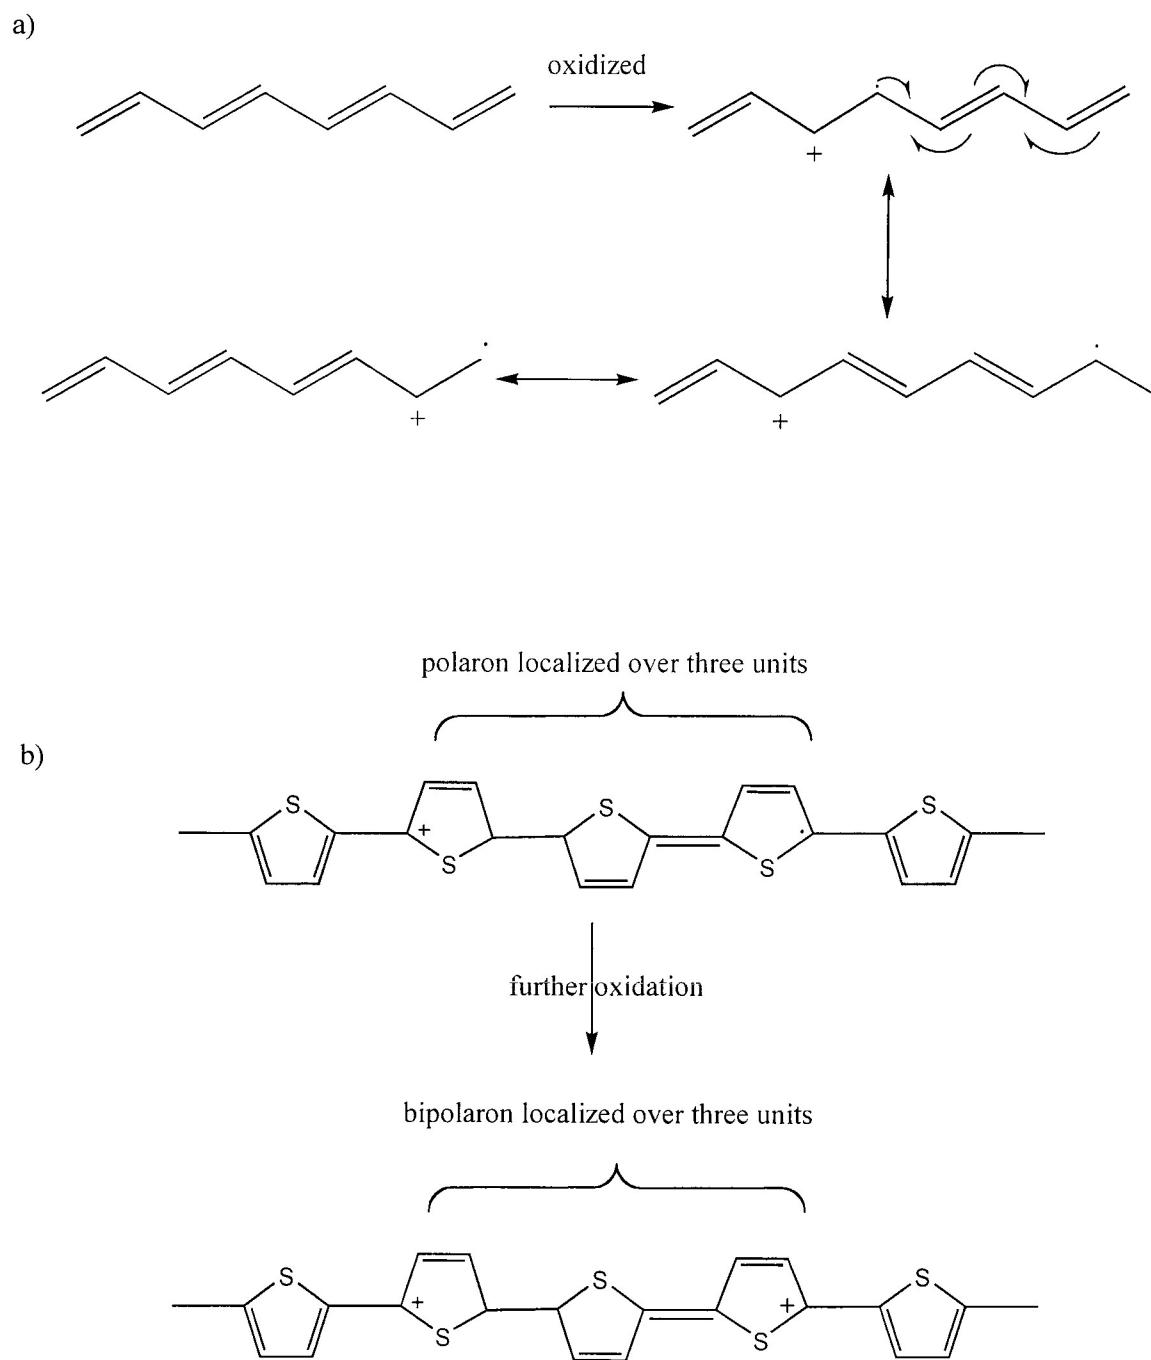 a)
oxidized
+
+
+
polaron localized over three units
b)
S + S S S S
further oxidation
bipolaron localized over three units
S + S S + S S